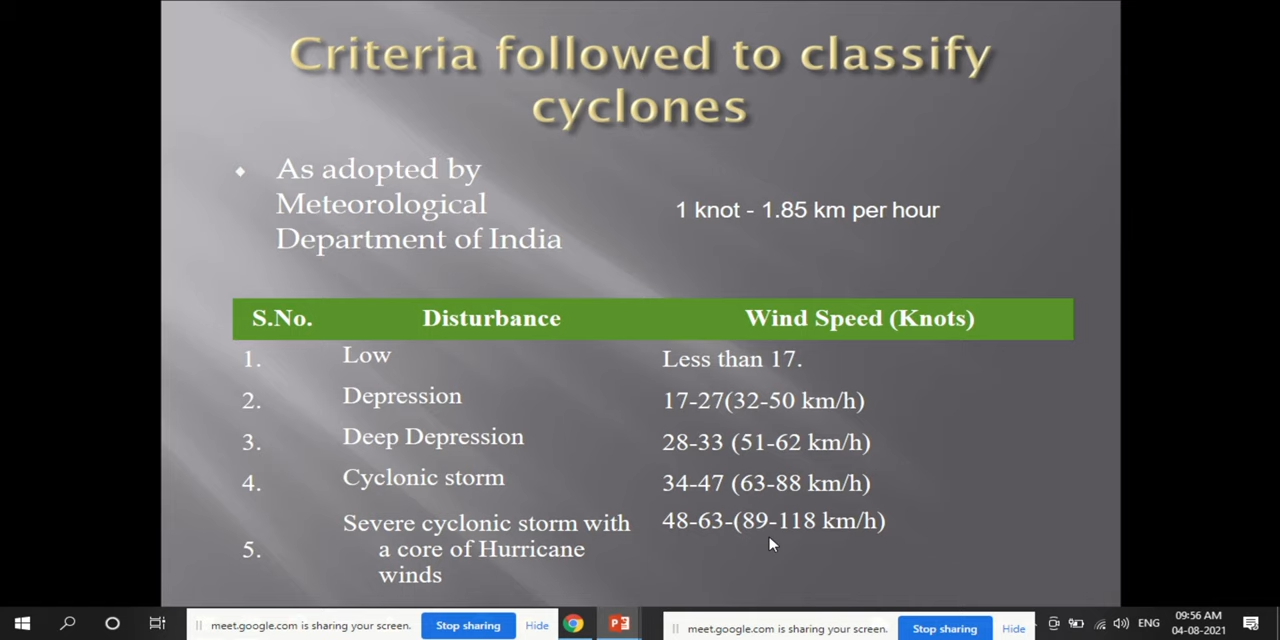 Criteria followed to classify
cyclones
As adopted by
Meteorological
Department of India
1 knot - 1.85 km per hour
S.No. Disturbance Wind Speed (Knots)
1. Low Less than 17.
2. Depression 17-27(32-50 km/h)
3. Deep Depression 28-33 (51-62 km/h)
4. Cyclonic storm 34-47 (63-88 km/h)
5. Severe cyclonic storm with 48-63-(89-118 km/h)
a core of Hurricane
winds
meet.google.com is sharing your screen. Stop sharing Hide
meet.google.com is sharing your screen. Stop sharing Hide
ENG
09:56 AM
04-08-2021